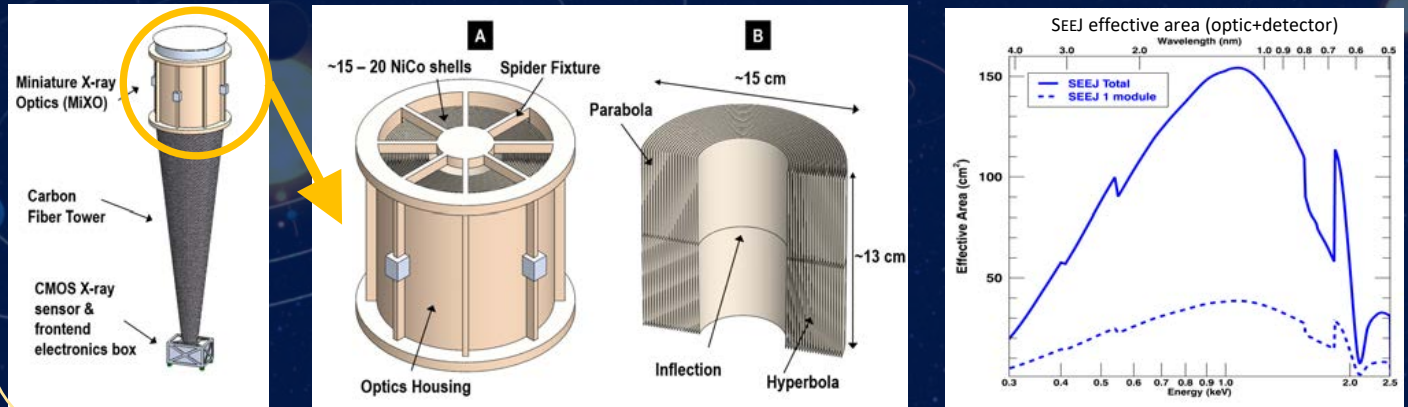 Miniature X-ray
Optics (MiXO)
Carbon
Fiber Tower
CMOS X-ray
sensor &
frontend
electronics box
A
~15 – 20 NiCo shells
Spider Fixture
Optics Housing
B
~15 cm
Parabola
~13 cm
Inflection
Hyperbola
SEEJ effective area (optic+detector)
Wavelength (nm)
4.0 3.0 2.0 1.0 0.9 0.8 0.7 0.6 0.5
SEEJ Total
SEEJ 1 module
Effective Area (cm²)
150
100
50
0.3 0.4 0.5 0.6 0.7 0.8 0.9 1.0 2.0 2.5
Energy (keV)